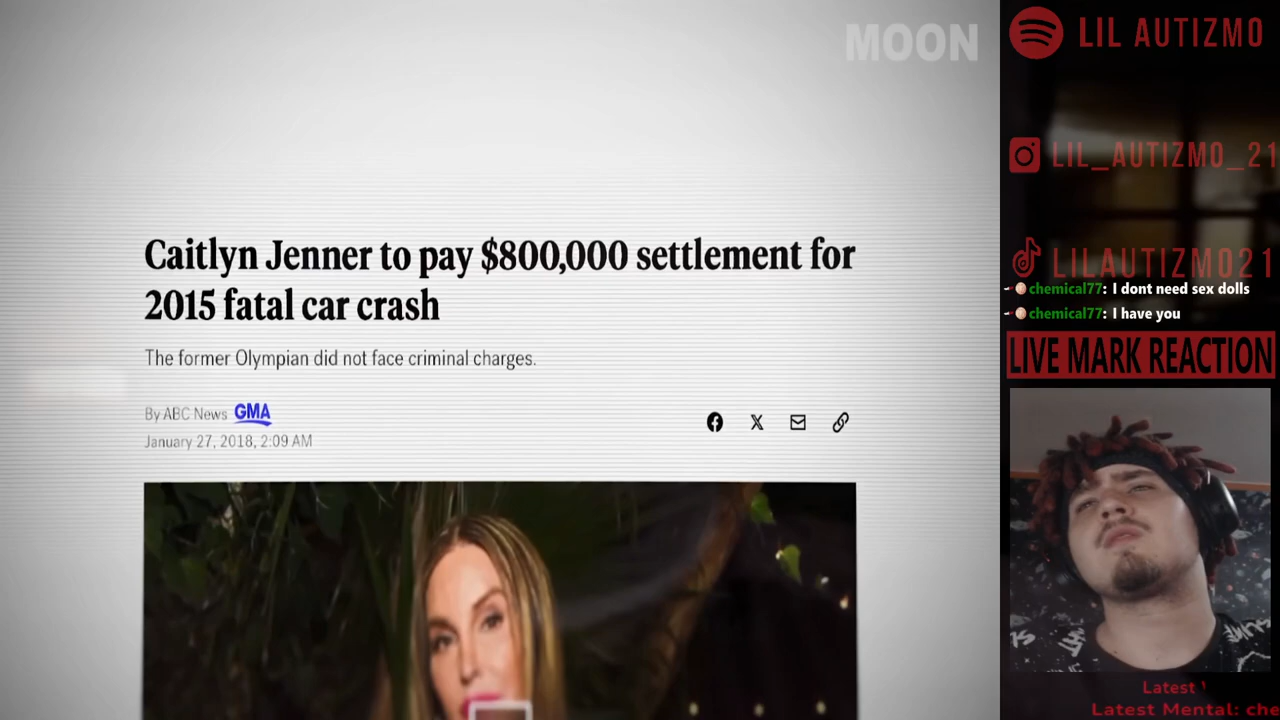 MOON
Caitlyn Jenner to pay $800,000 settlement for
2015 fatal car crash
The former Olympian did not face criminal charges.
By ABC News GMA
January 27, 2018, 2:09 AM
LIL AUTIZMO
LIL_AUTIZMO_21
LILAUTIZMO21
chemical77: I dont need sex dolls
chemical77: I have you
LIVE MARK REACTION
Latest
Latest Mental: che